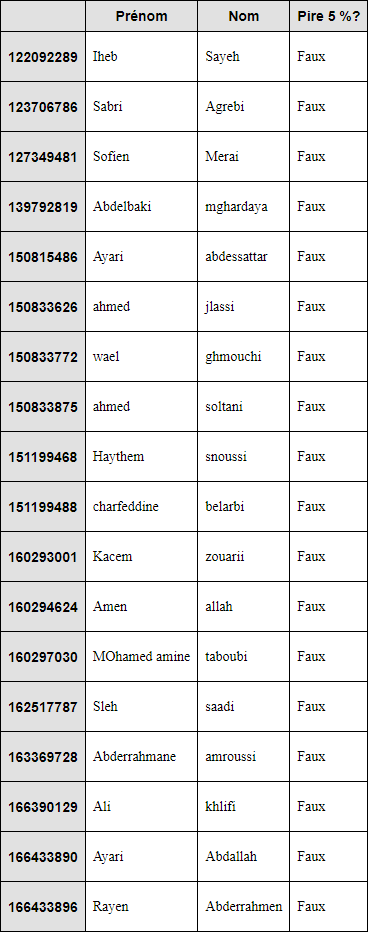 Prénom Nom Pire 5 %?
122092289 Iheb Sayeh Faux
123706786 Sabri Agrebi Faux
127349481 Sofien Merai Faux
139792819 Abdelbaki mghardaya Faux
150815486 Ayari abdessattar Faux
150833626 ahmed jlassi Faux
150833772 wael ghmouchi Faux
150833875 ahmed soltani Faux
151199468 Haythem snoussi Faux
151199488 charfeddine belarbi Faux
160293001 Kacem zouarii Faux
160294624 Amen allah Faux
160297030 MOhamed amine taboubi Faux
162517787 Sleh saadi Faux
163369728 Abderrahmane amroussi Faux
166390129 Ali khlifi Faux
166433890 Ayari Abdallah Faux
166433896 Rayen Abderrahmen Faux